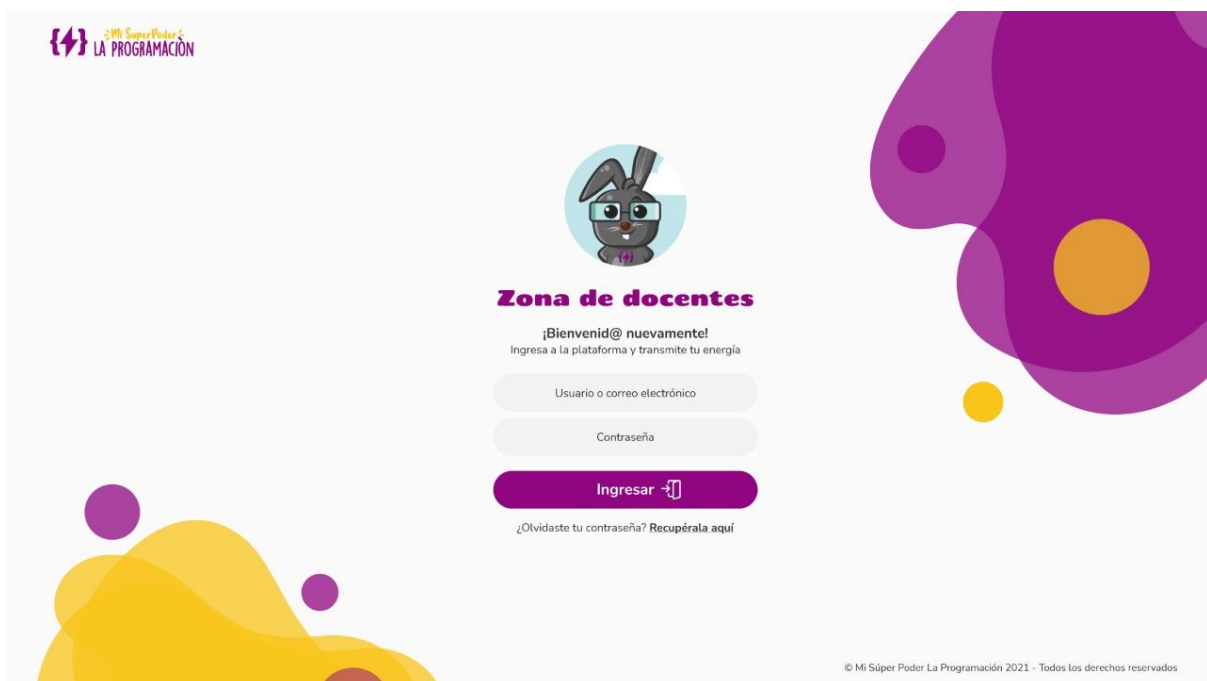 {⚡} Mi SuperPoder
LA PROGRAMACIÒN
Zona de docentes
¡Bienvenid@ nuevamente!
Ingresa a la plataforma y transmite tu energía
Usuario o correo electrónico
Contraseña
Ingresar
¿Olvidaste tu contraseña? Recupérala aquí
© Mi Súper Poder La Programación 2021 - Todos los derechos reservados